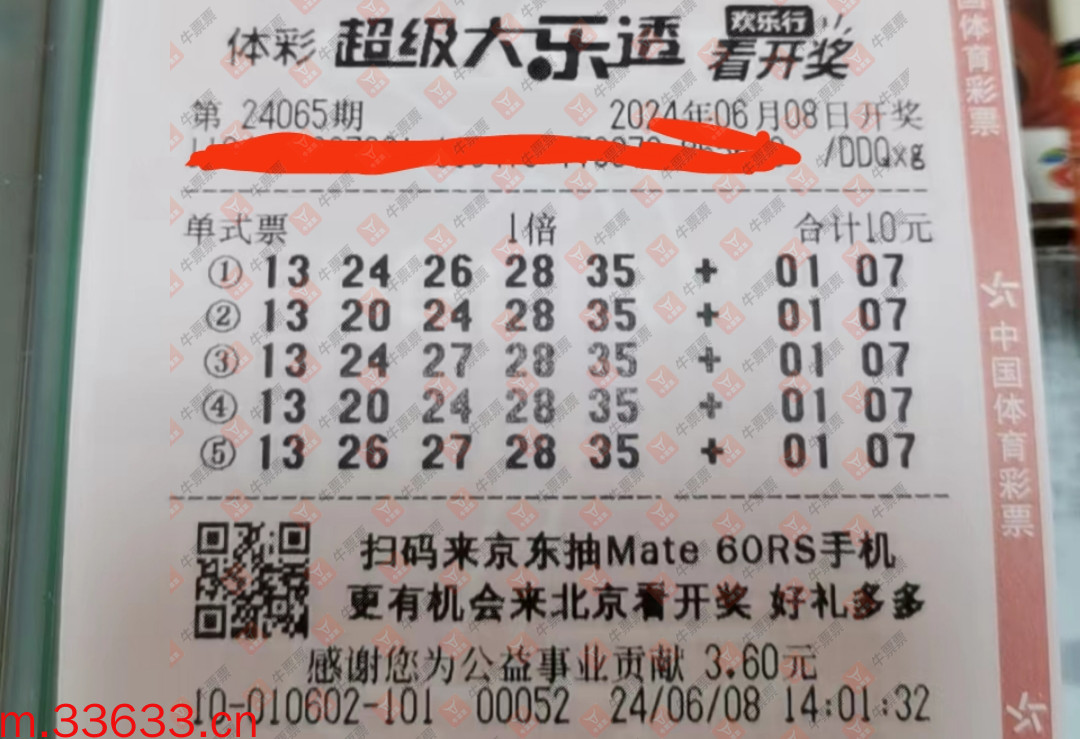 体彩 超级大乐透 欢乐行 看开奖
第 24065期 2024年06月08日开奖
/DDQxg
单式票 1倍 合计10元
① 13 24 26 28 35 + 01 07
② 13 20 24 28 35 + 01 07
③ 13 24 27 28 35 + 01 07
④ 13 20 24 28 35 + 01 07
⑤ 13 26 27 28 35 + 01 07
扫码来京东抽Mate 60RS手机
更有机会来北京看开奖 好礼多多
感谢您为公益事业贡献 3.60元
10-010602-101 00052 24/06/08 14:01:32
m.33633.cn
国体育彩票
中国体育彩票
牛票票